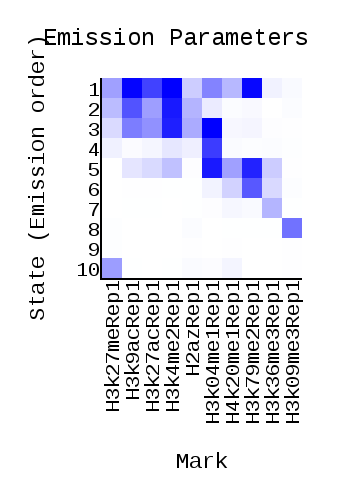 Emission Parameters
State (Emission order)
1
2
3
4
5
6
7
8
9
10
H3k27meRep1
H3k9acRep1
H3k27acRep1
H3k4me2Rep1
H2azRep1
H3k04me1Rep1
H4k20me1Rep1
H3k79me2Rep1
H3k36me3Rep1
H3k09me3Rep1
Mark